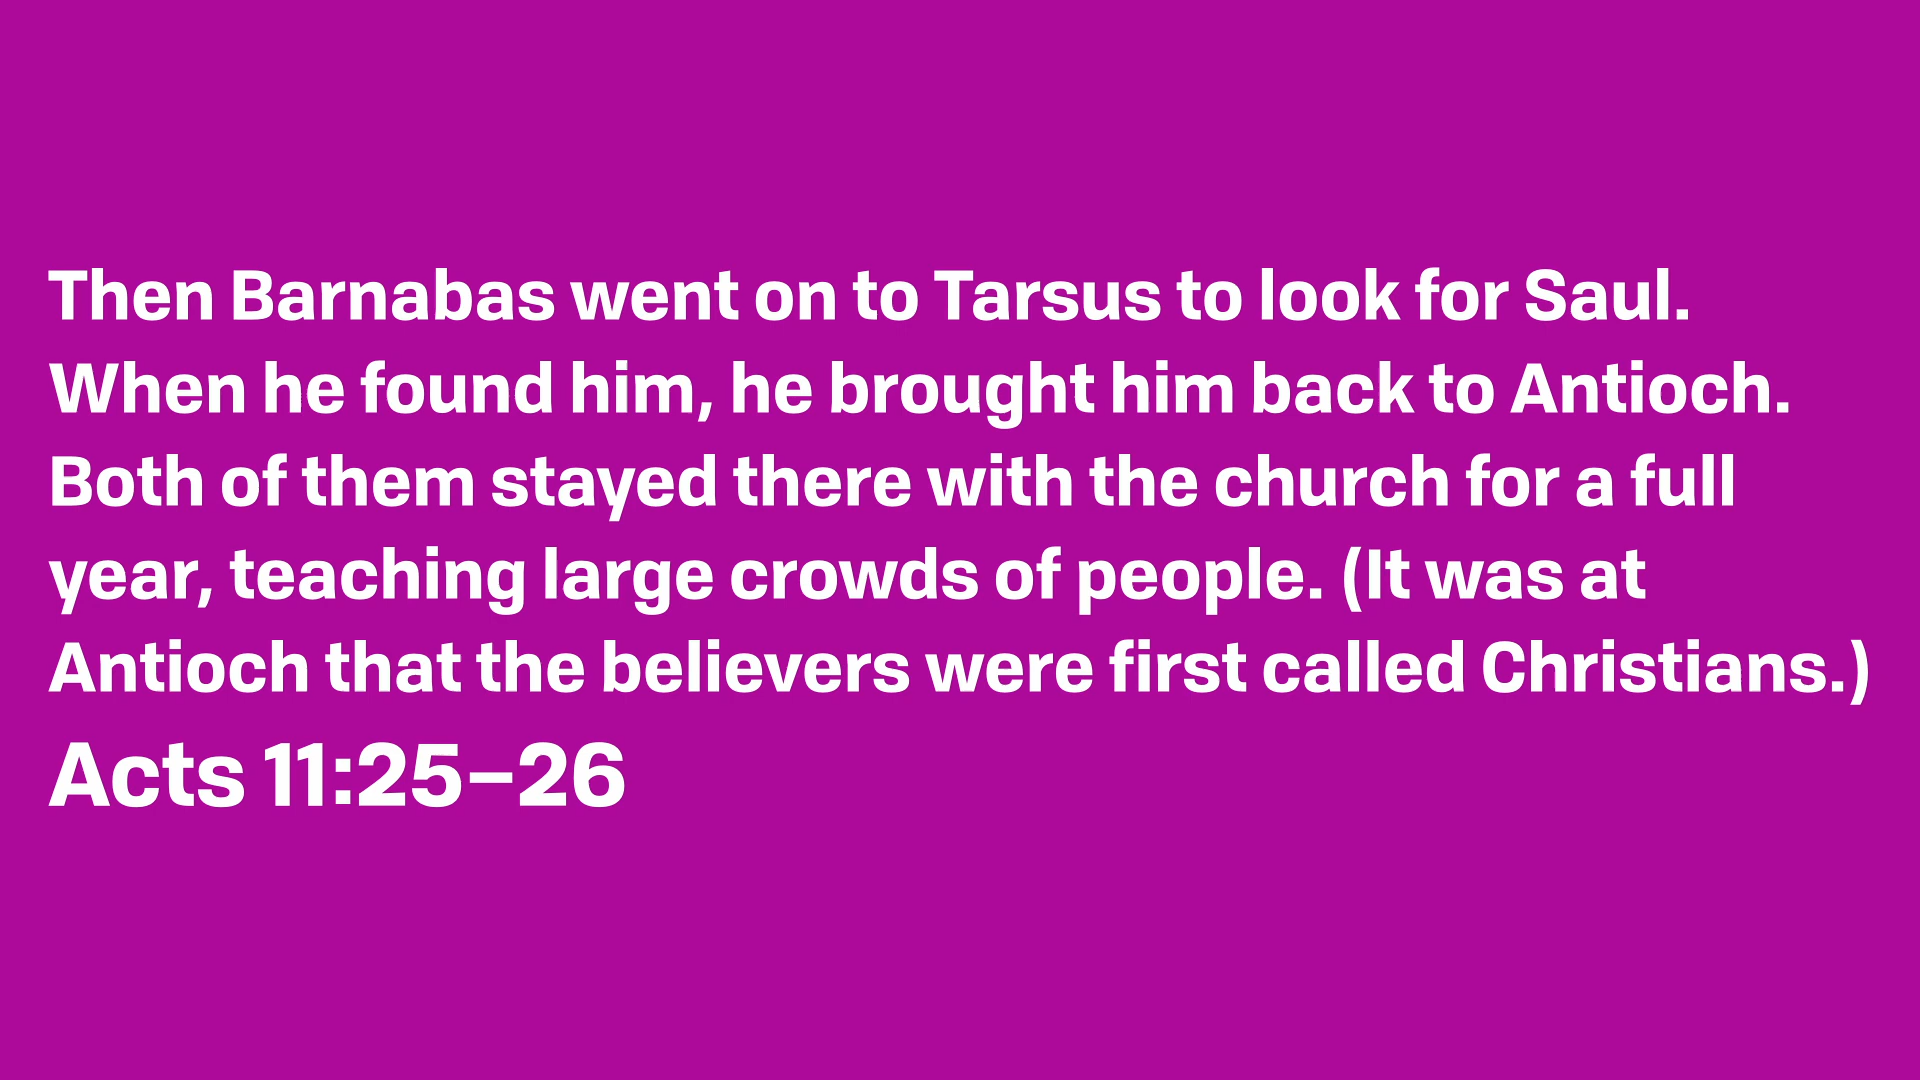 Then Barnabas went on to Tarsus to look for Saul.
When he found him, he brought him back to Antioch.
Both of them stayed there with the church for a full
year, teaching large crowds of people. (It was at
Antioch that the believers were first called Christians.)
Acts 11:25–26